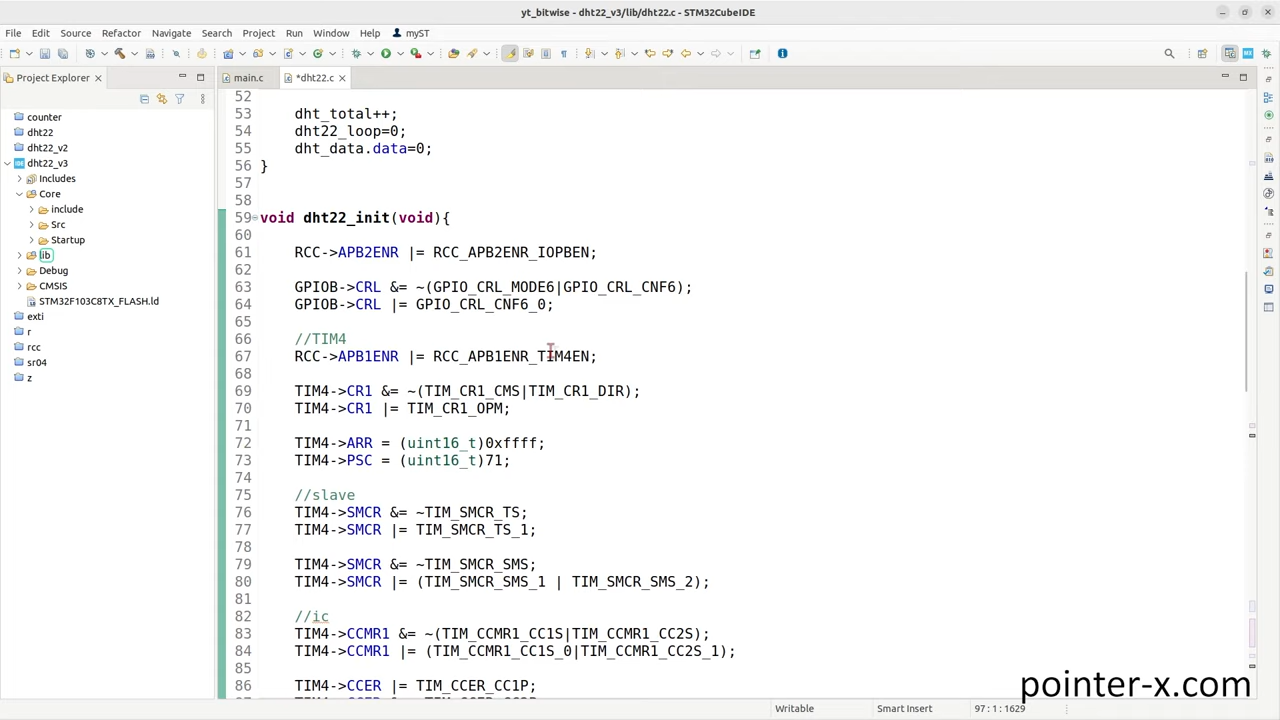 yt_bitwise - dht22_v3/lib/dht22.c - STM32CubeIDE
File Edit Source Refactor Navigate Search Project Run Window Help myST
Project Explorer
main.c
*dht22.c
counter
dht22
dht22_v2
dht22_v3
Includes
Core
include
Src
Startup
lib
Debug
CMSIS
STM32F103C8TX_FLASH.ld
exti
r
rcc
sr04
z
52
53 dht_total++;
54 dht22_loop=0;
55 dht_data.data=0;
56 }
57
58
59 void dht22_init(void){
60
61 RCC->APB2ENR |= RCC_APB2ENR_IOPBEN;
62
63 GPIOB->CRL &= ~(GPIO_CRL_MODE6|GPIO_CRL_CNF6);
64 GPIOB->CRL |= GPIO_CRL_CNF6_0;
65
66 //TIM4
67 RCC->APB1ENR |= RCC_APB1ENR_TIM4EN;
68
69 TIM4->CR1 &= ~(TIM_CR1_CMS|TIM_CR1_DIR);
70 TIM4->CR1 |= TIM_CR1_OPM;
71
72 TIM4->ARR = (uint16_t)0xffff;
73 TIM4->PSC = (uint16_t)71;
74
75 //slave
76 TIM4->SMCR &= ~TIM_SMCR_TS;
77 TIM4->SMCR |= TIM_SMCR_TS_1;
78
79 TIM4->SMCR &= ~TIM_SMCR_SMS;
80 TIM4->SMCR |= (TIM_SMCR_SMS_1 | TIM_SMCR_SMS_2);
81
82 //ic
83 TIM4->CCMR1 &= ~(TIM_CCMR1_CC1S|TIM_CCMR1_CC2S);
84 TIM4->CCMR1 |= (TIM_CCMR1_CC1S_0|TIM_CCMR1_CC2S_1);
85
86 TIM4->CCER |= TIM_CCER_CC1P;
pointer-x.com
Writable
Smart Insert
97 : 1 : 1629